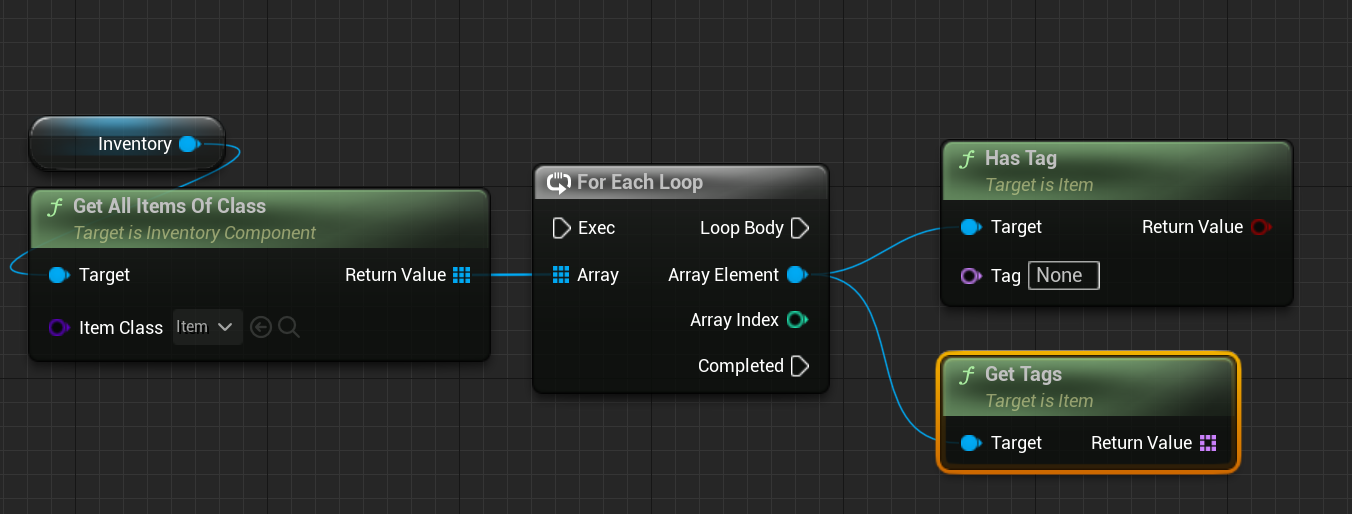 Inventory
Get All Items Of Class
Target is Inventory Component
Target
Return Value
Item Class
Item
For Each Loop
Exec
Loop Body
Array
Array Element
Array Index
Completed
Has Tag
Target is Item
Target
Return Value
Tag
None
Get Tags
Target is Item
Target
Return Value